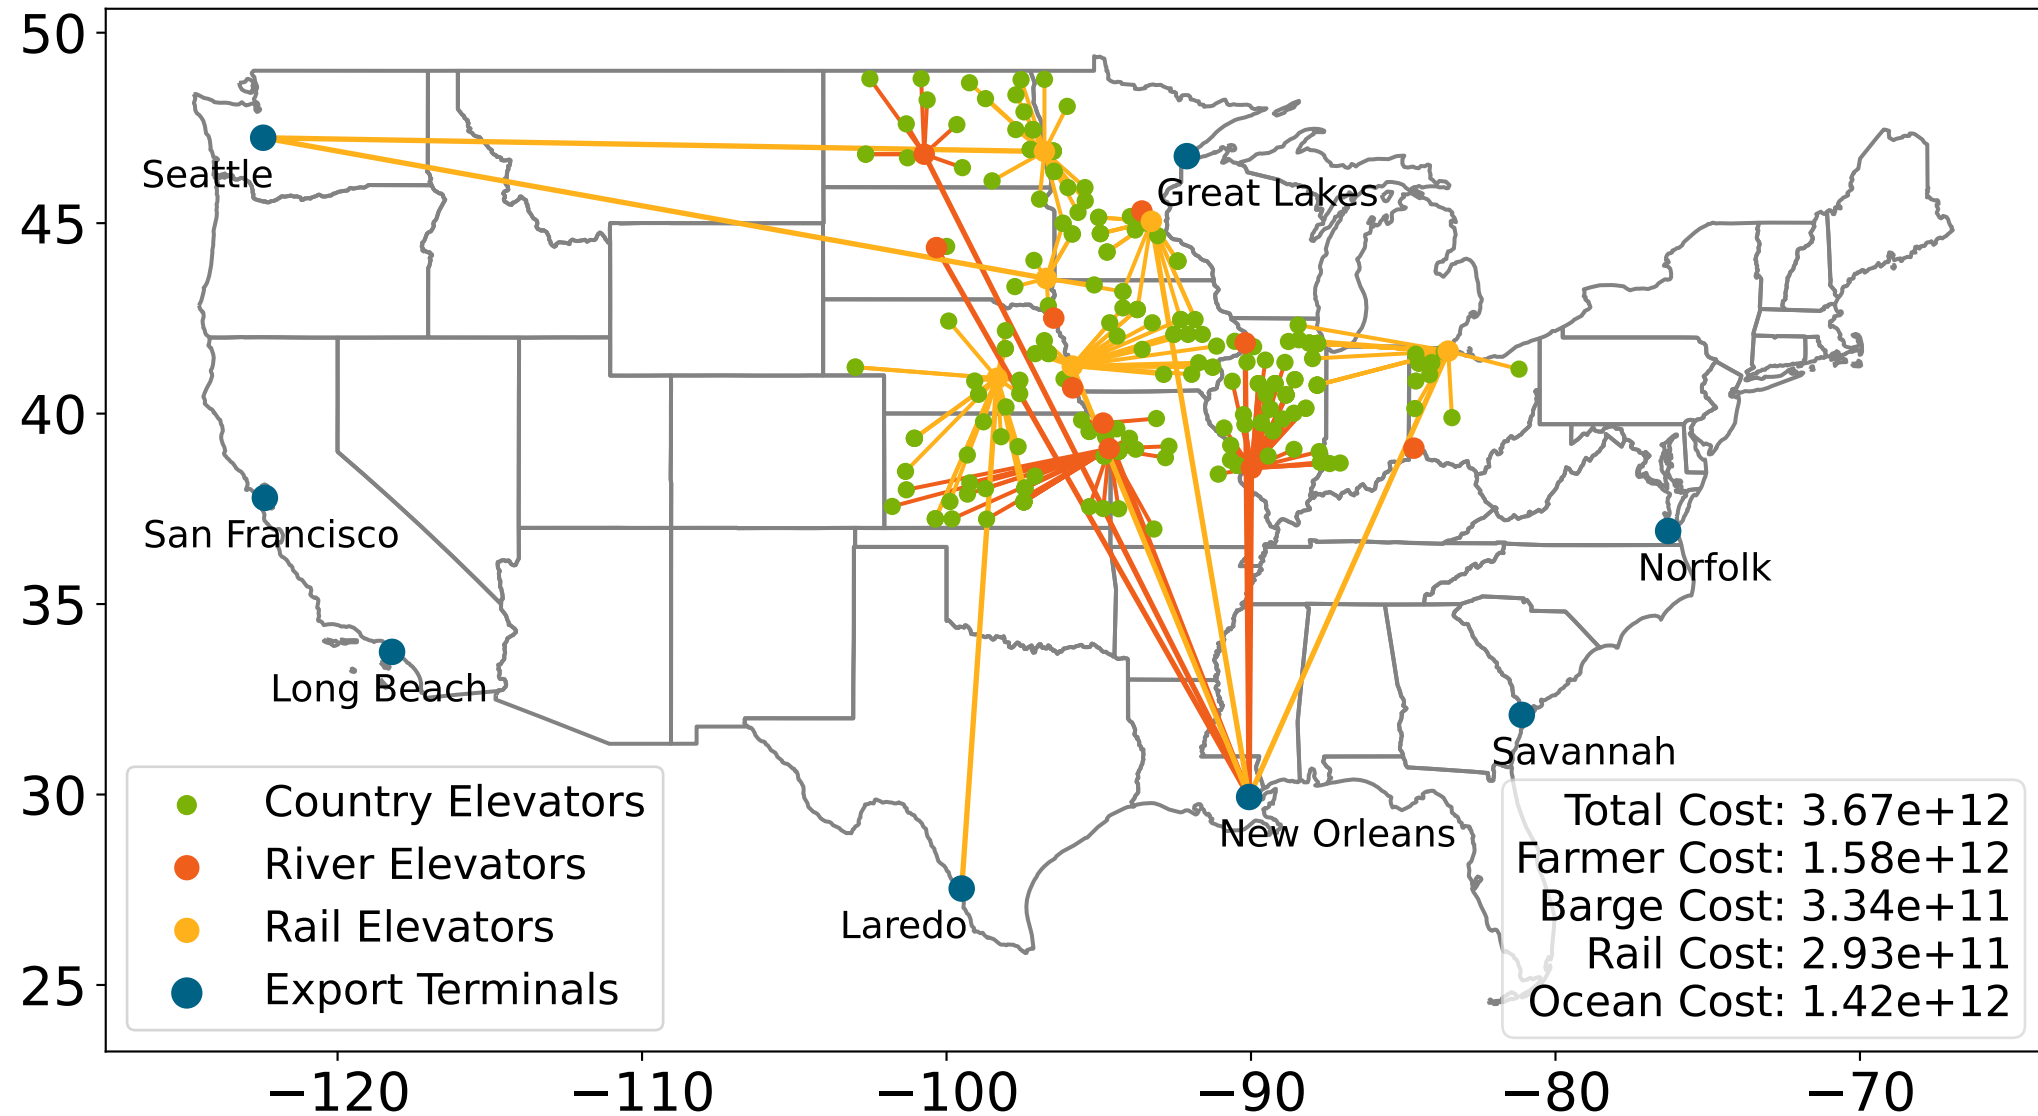 50
45
40
35
30
25
−120
−110
−100
−90
−80
−70
Seattle
Great Lakes
San Francisco
Norfolk
Long Beach
Savannah
New Orleans
Laredo
Country Elevators
River Elevators
Rail Elevators
Export Terminals
Total Cost: 3.67e+12
Farmer Cost: 1.58e+12
Barge Cost: 3.34e+11
Rail Cost: 2.93e+11
Ocean Cost: 1.42e+12